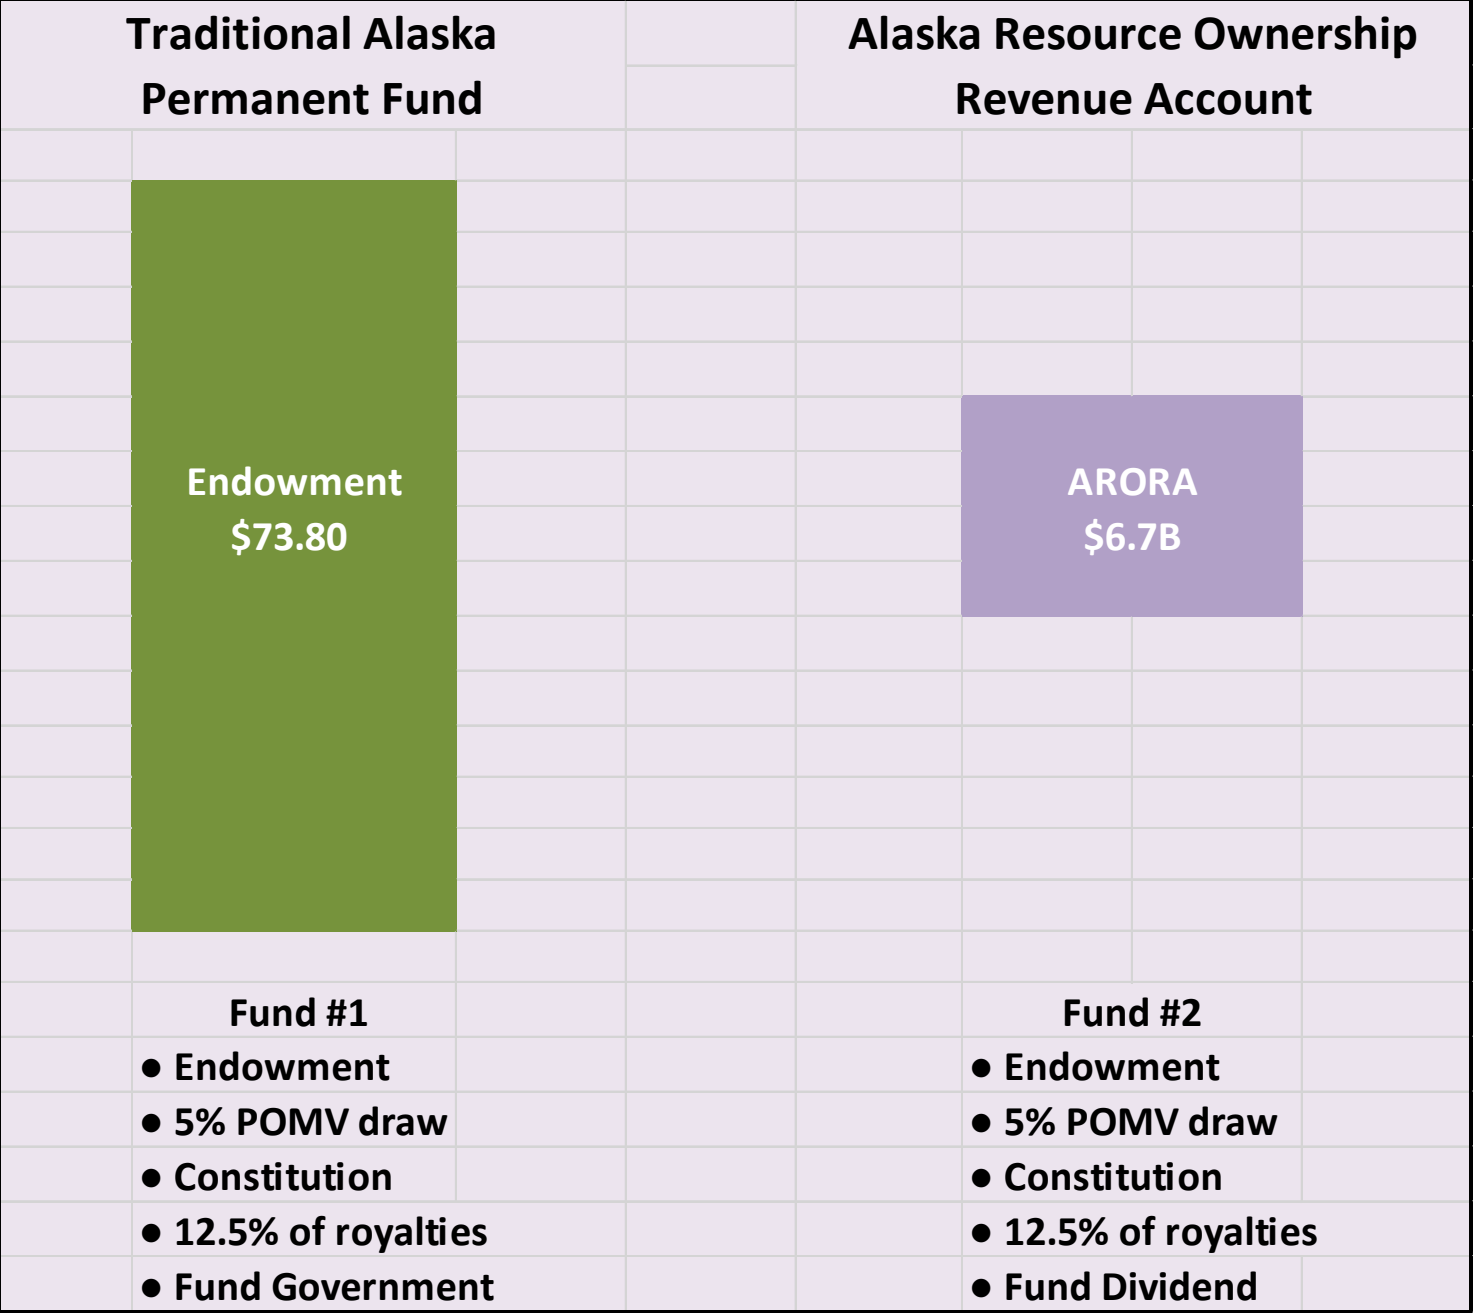 Traditional Alaska
Permanent Fund
Alaska Resource Ownership
Revenue Account
Endowment
$73.80
ARORA
$6.7B
Fund #1
● Endowment
● 5% POMV draw
● Constitution
● 12.5% of royalties
● Fund Government
Fund #2
● Endowment
● 5% POMV draw
● Constitution
● 12.5% of royalties
● Fund Dividend